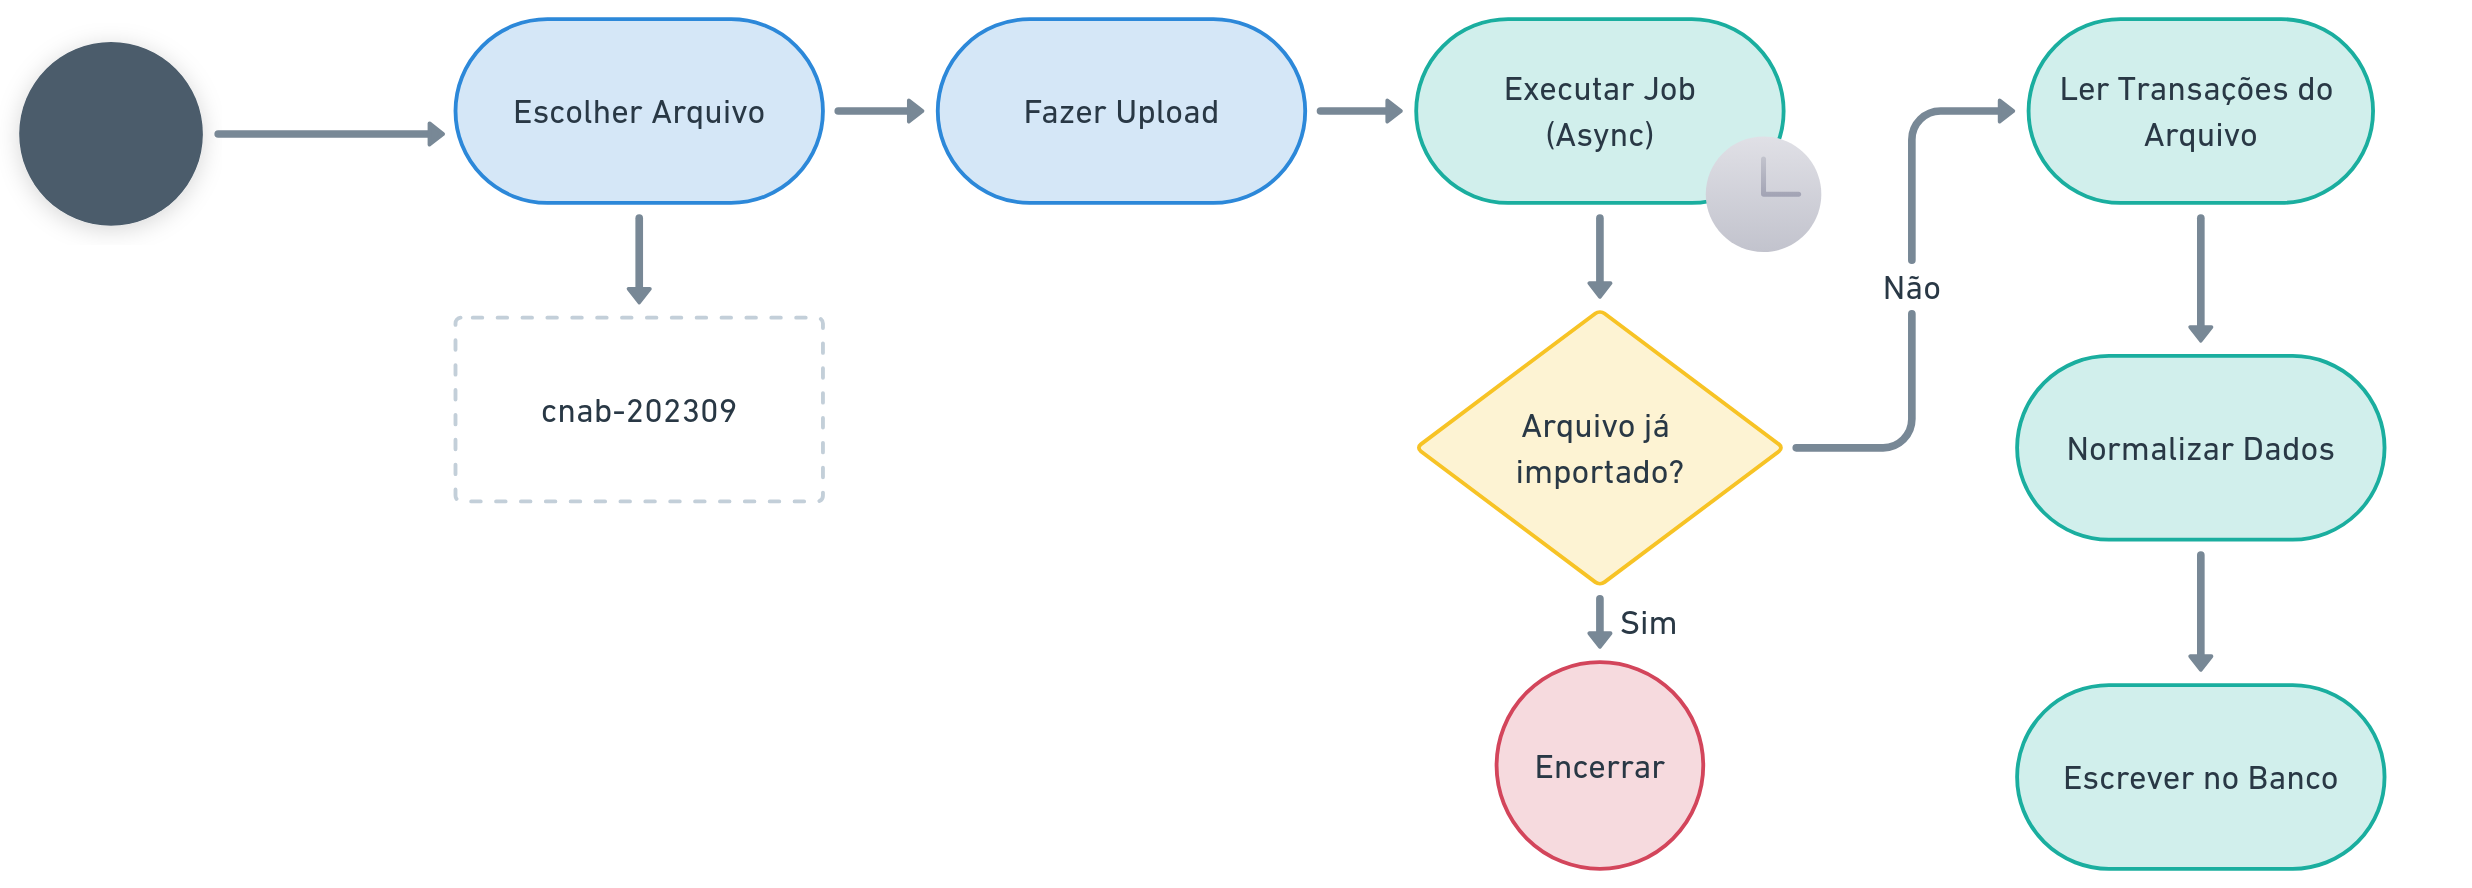 Escolher Arquivo
Fazer Upload
Executar Job
(Async)
Ler Transações do
Arquivo
Não
cnab-202309
Arquivo já
importado?
Normalizar Dados
Sim
Encerrar
Escrever no Banco